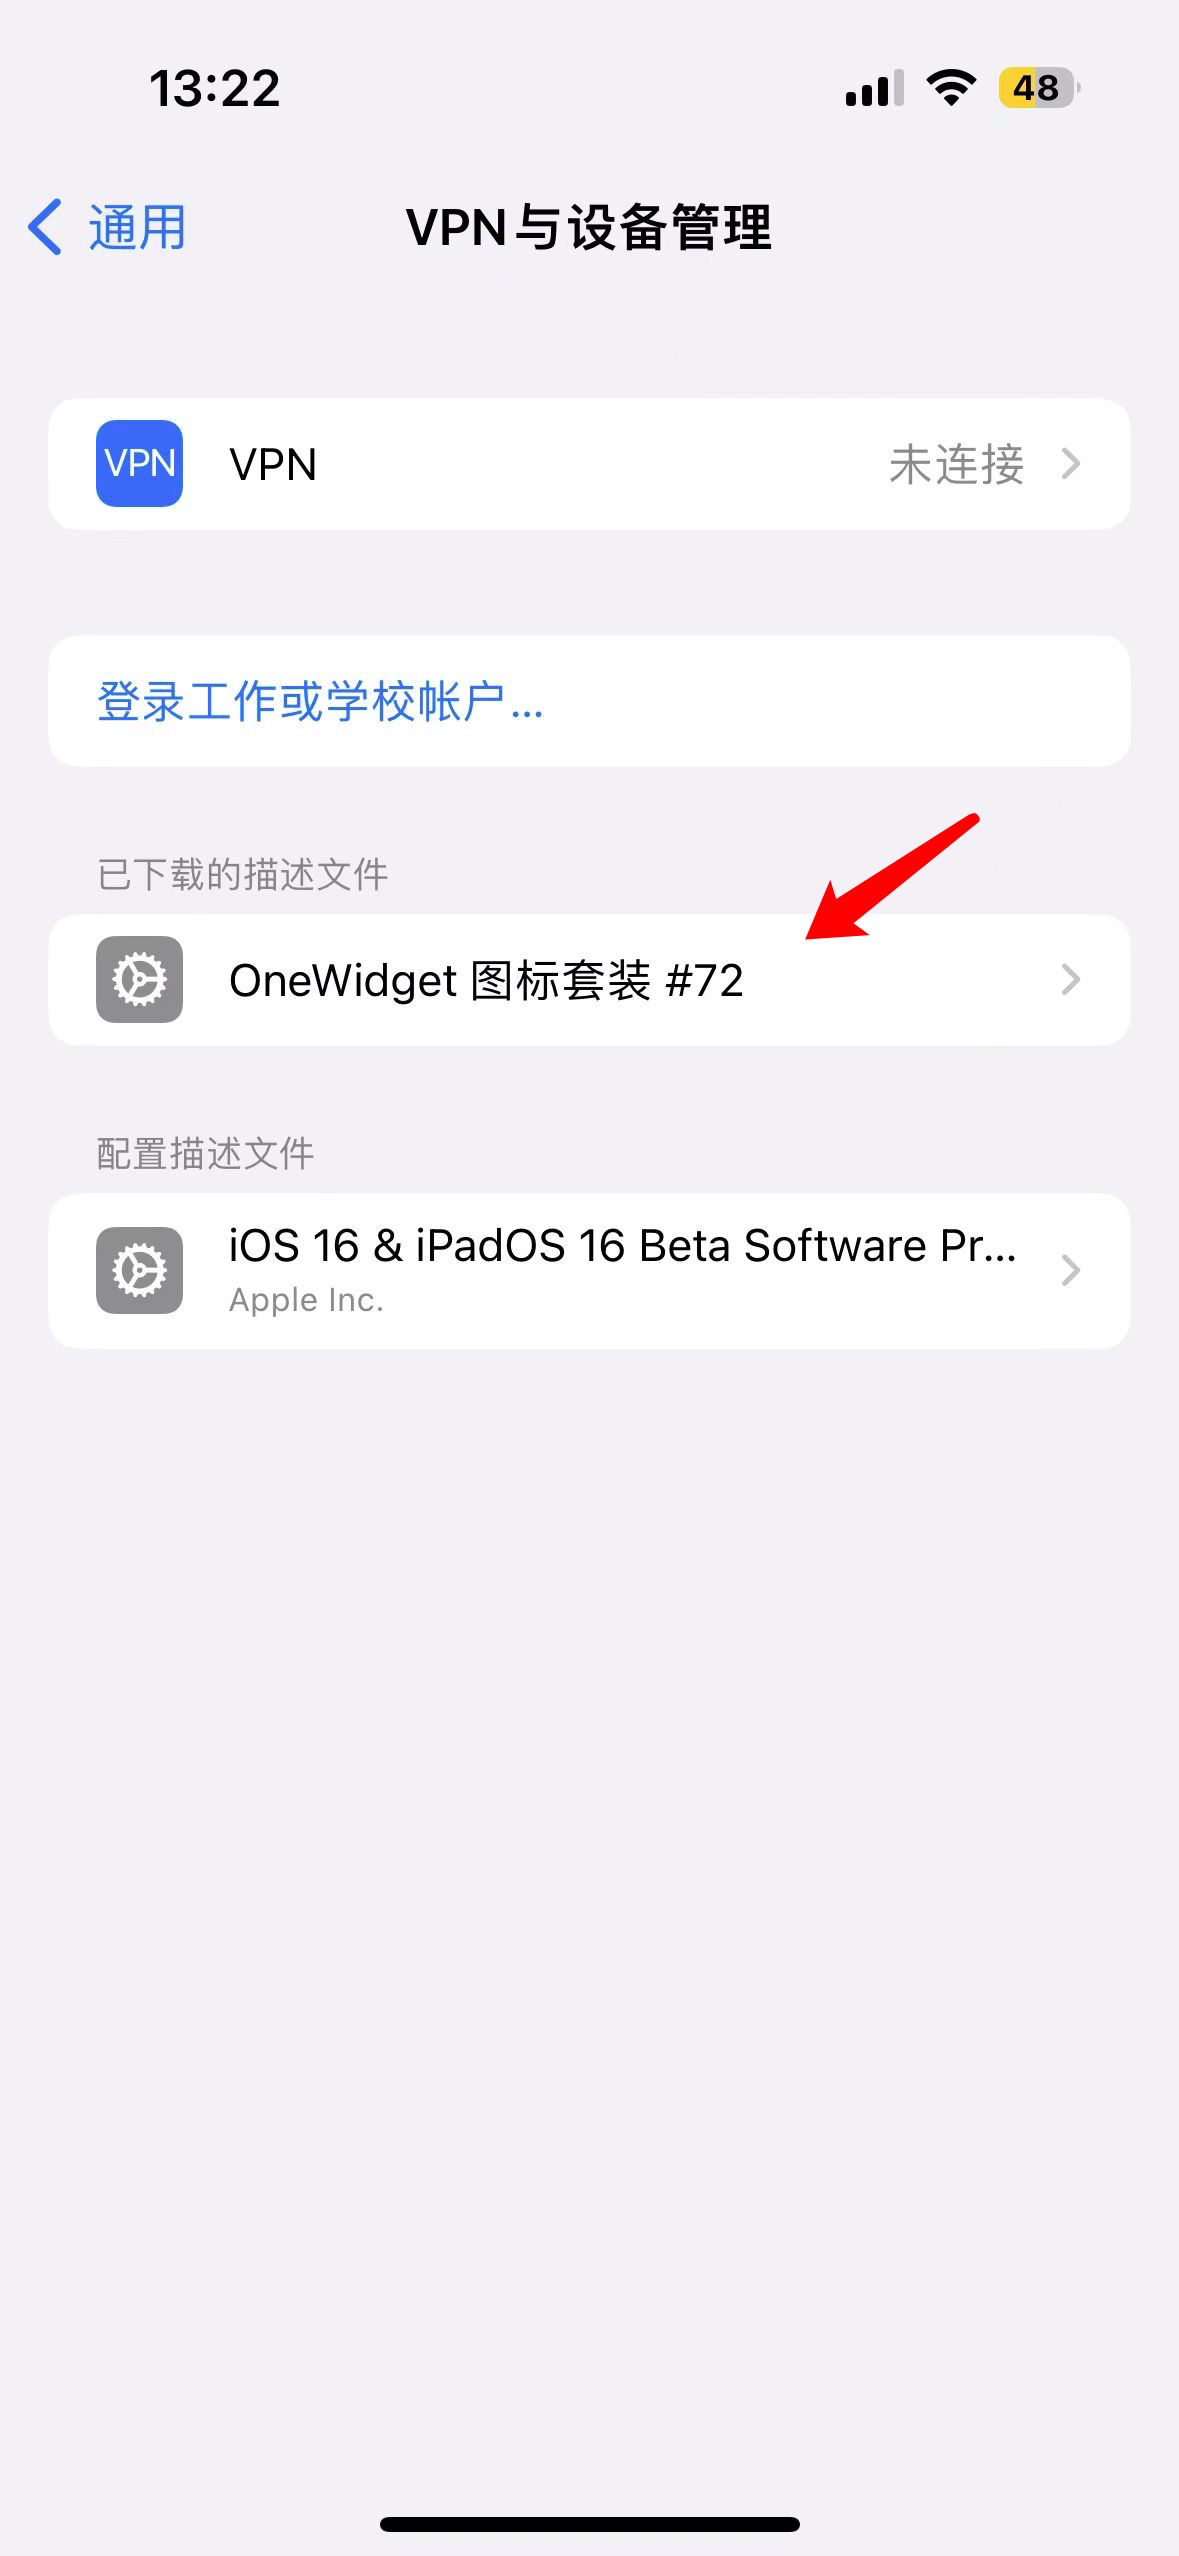 13:22
48
通用
VPN与设备管理
VPN
VPN
未连接
登录工作或学校帐户...
已下载的描述文件
OneWidget 图标套装 #72
配置描述文件
iOS 16 & iPadOS 16 Beta Software Pr...
Apple Inc.